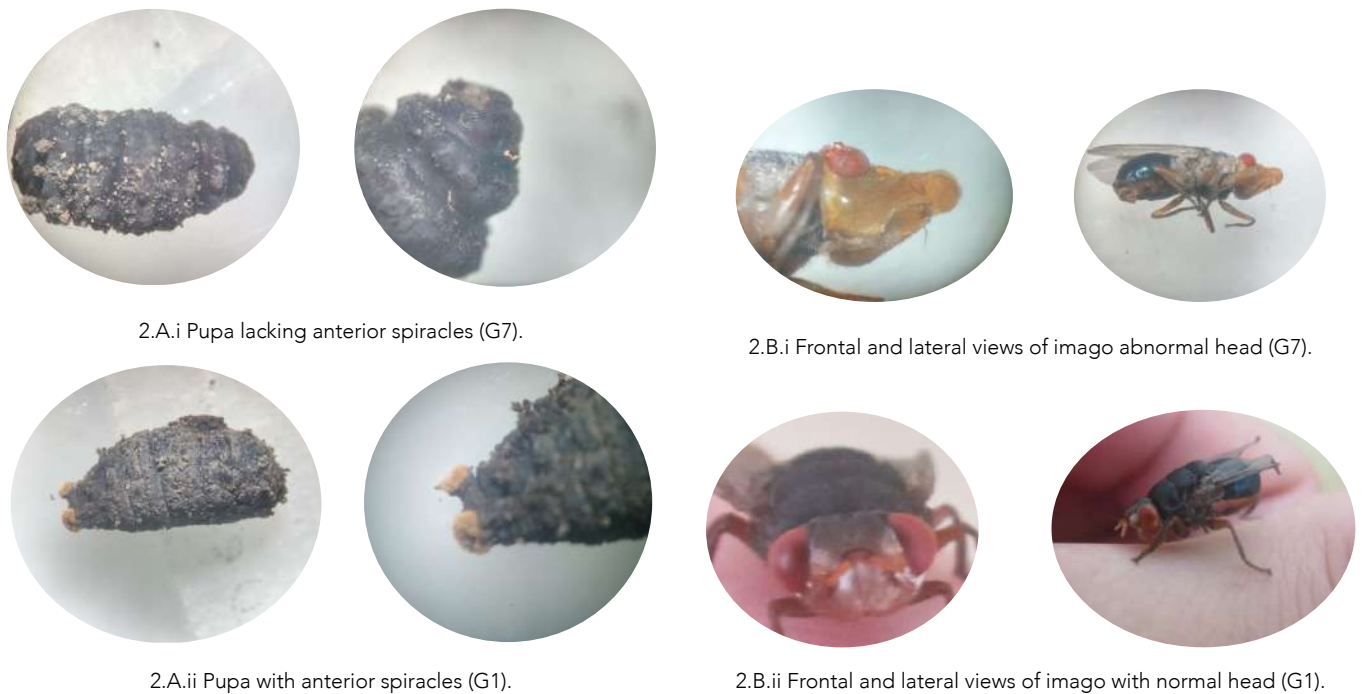 2.A.i Pupa lacking anterior spiracles (G7).
2.B.i Frontal and lateral views of imago abnormal head (G7).
2.A.ii Pupa with anterior spiracles (G1).
2.B.ii Frontal and lateral views of imago with normal head (G1).